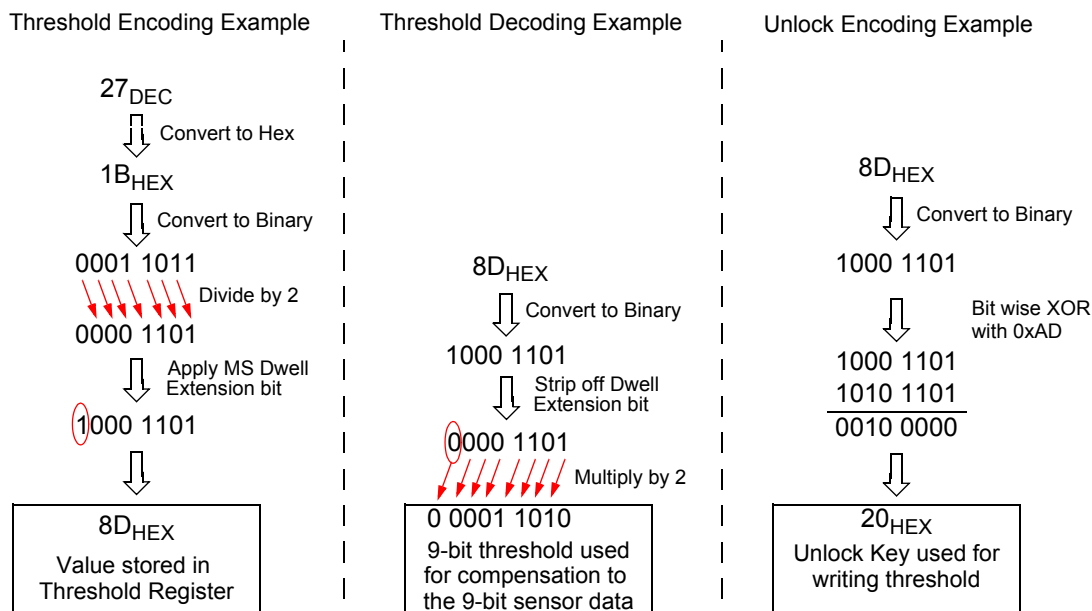 Threshold Encoding Example
27DEC
Convert to Hex
1BHEX
Convert to Binary
0001 1011
Divide by 2
0000 1101
Apply MS Dwell
Extension bit
1000 1101
8DHEX
Value stored in
Threshold Register
Threshold Decoding Example
8DHEX
Convert to Binary
1000 1101
Strip off Dwell
Extension bit
0000 1101
Multiply by 2
0 0001 1010
9-bit threshold used
for compensation to
the 9-bit sensor data
Unlock Encoding Example
8DHEX
Convert to Binary
1000 1101
Bit wise XOR
with 0xAD
1000 1101
1010 1101
0010 0000
20HEX
Unlock Key used for
writing threshold